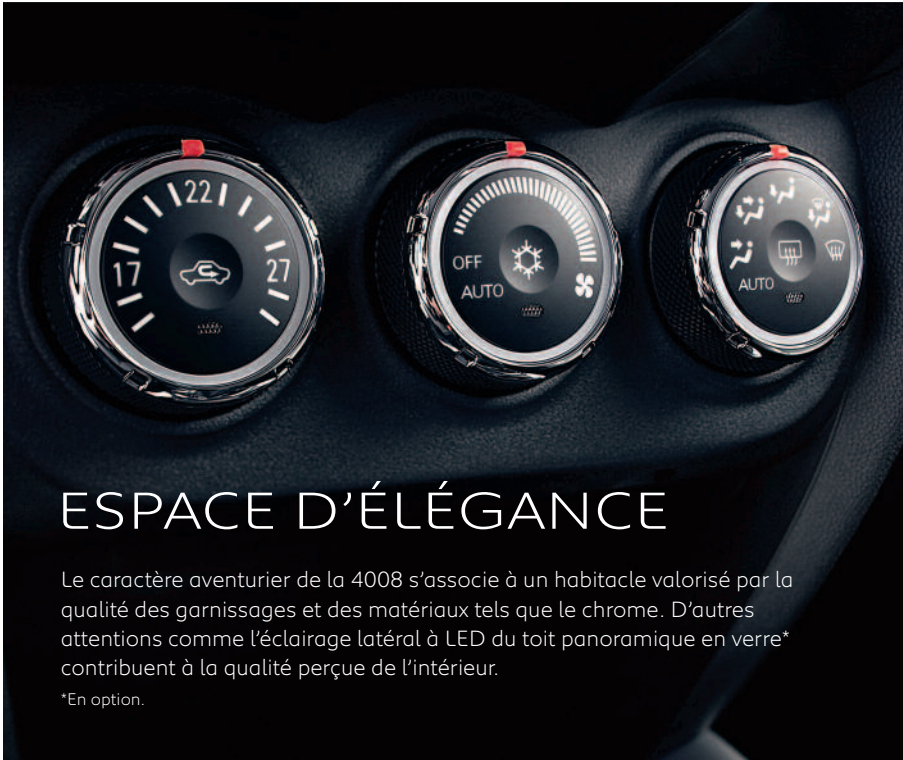 22
17
27
OFF
AUTO
AUTO
ESPACE D’ÉLÉGANCE
Le caractère aventurier de la 4008 s’associe à un habitacle valorisé par la
qualité des garnissages et des matériaux tels que le chrome. D’autres
attentions comme l’éclairage latéral à LED du toit panoramique en verre*
contribuent à la qualité perçue de l’intérieur.
*En option.